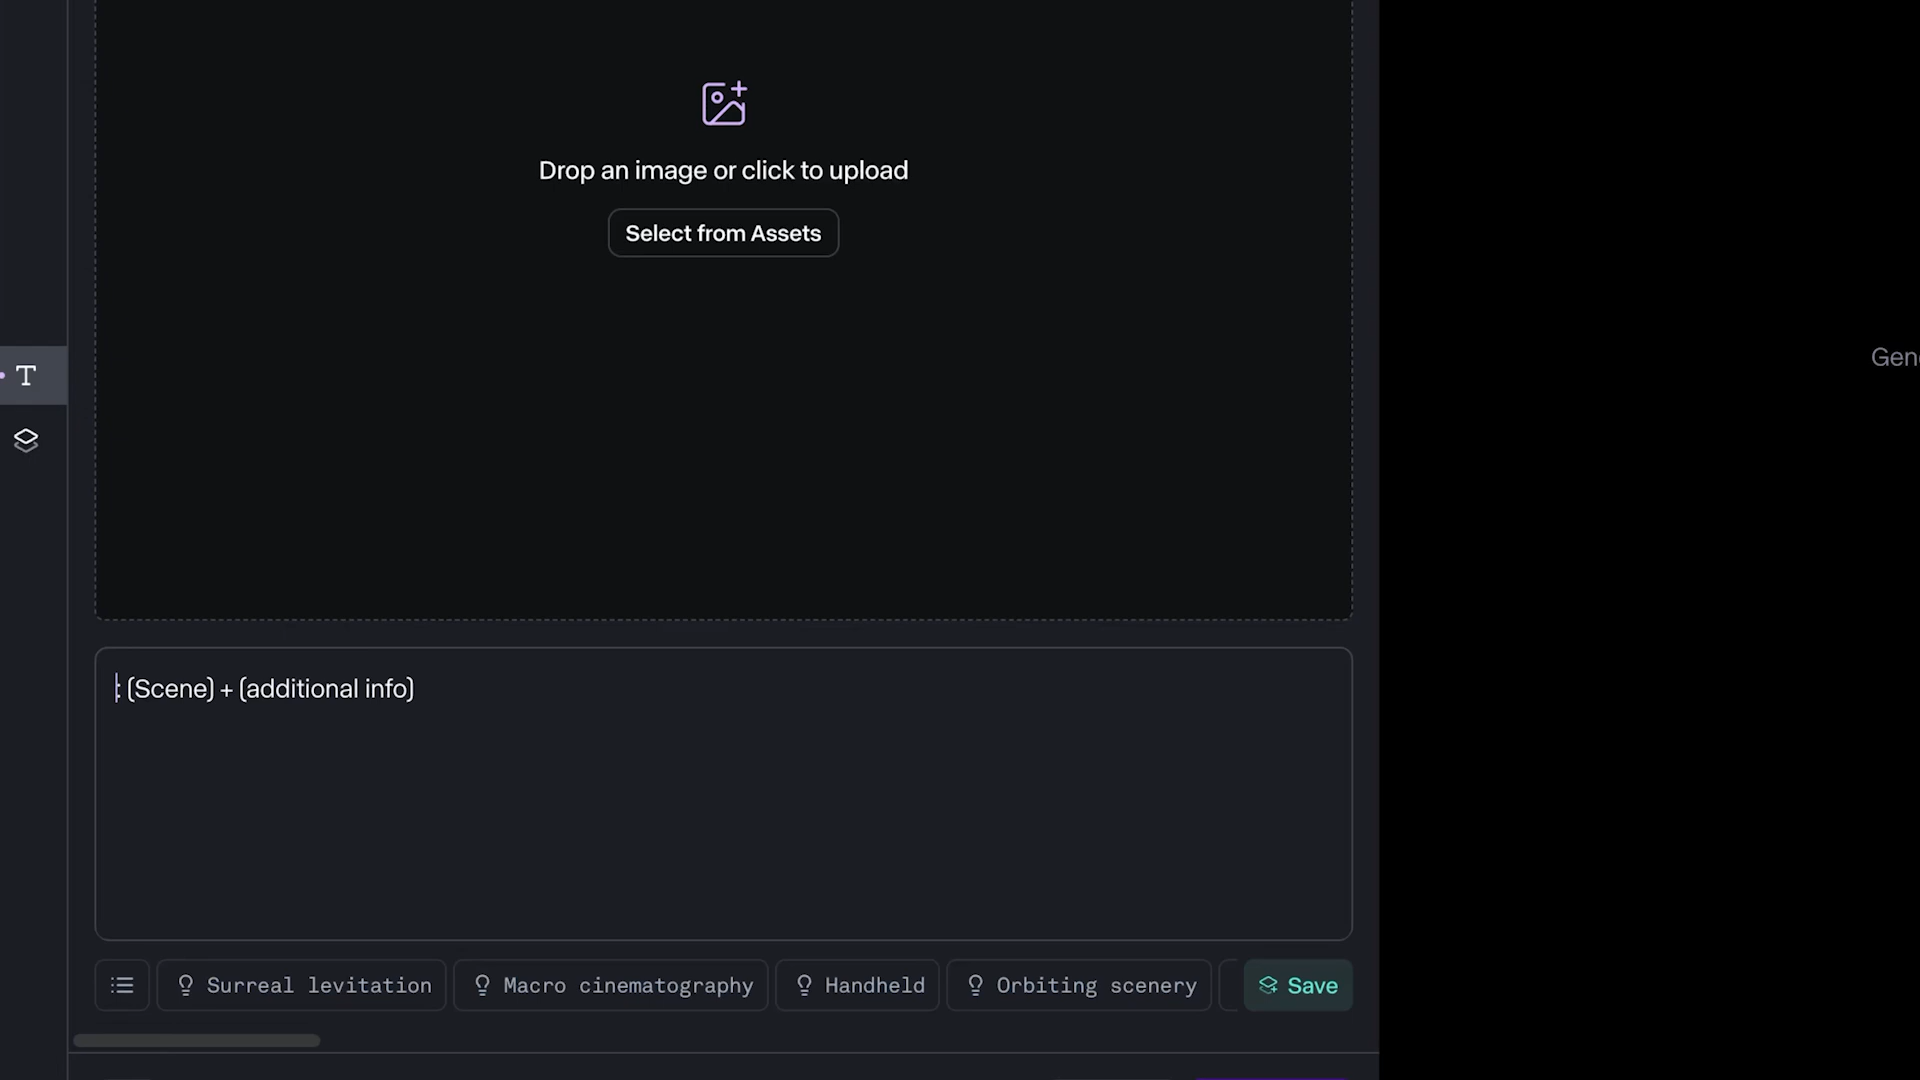 Drop an image or click to upload
Select from Assets
T
Gen
: (Scene) + (additional info)
Surreal levitation
Macro cinematography
Handheld
Orbiting scenery
Save